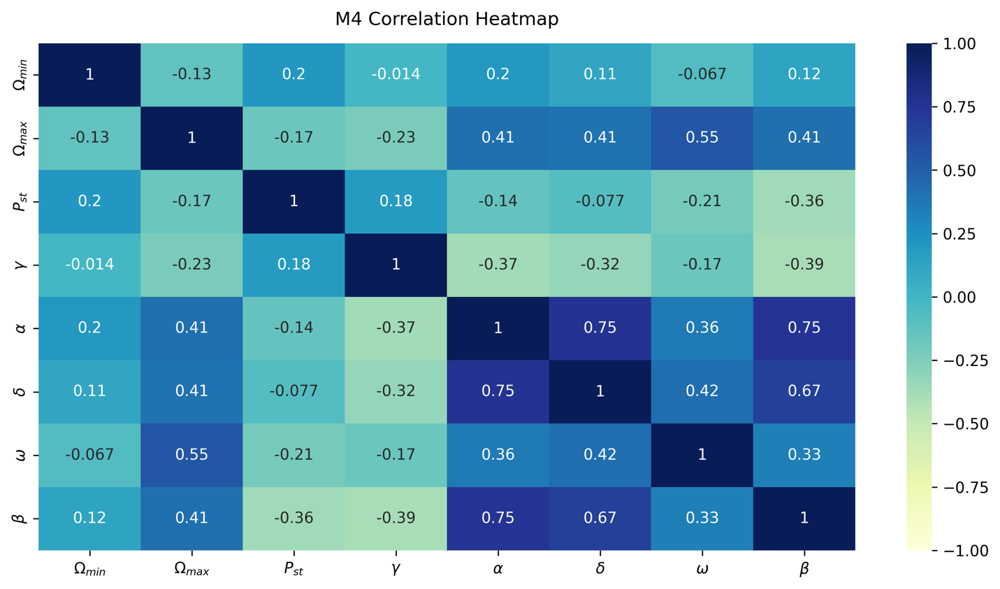 M4 Correlation Heatmap
Ωmin 1 -0.13 0.2 -0.014 0.2 0.11 -0.067 0.12
Ωmax -0.13 1 -0.17 -0.23 0.41 0.41 0.55 0.41
Pst 0.2 -0.17 1 0.18 -0.14 -0.077 -0.21 -0.36
γ -0.014 -0.23 0.18 1 -0.37 -0.32 -0.17 -0.39
α 0.2 0.41 -0.14 -0.37 1 0.75 0.36 0.75
δ 0.11 0.41 -0.077 -0.32 0.75 1 0.42 0.67
ω -0.067 0.55 -0.21 -0.17 0.36 0.42 1 0.33
β 0.12 0.41 -0.36 -0.39 0.75 0.67 0.33 1
Ωmin Ωmax Pst γ α δ ω β
1.00
0.75
0.50
0.25
0.00
−0.25
−0.50
−0.75
−1.00